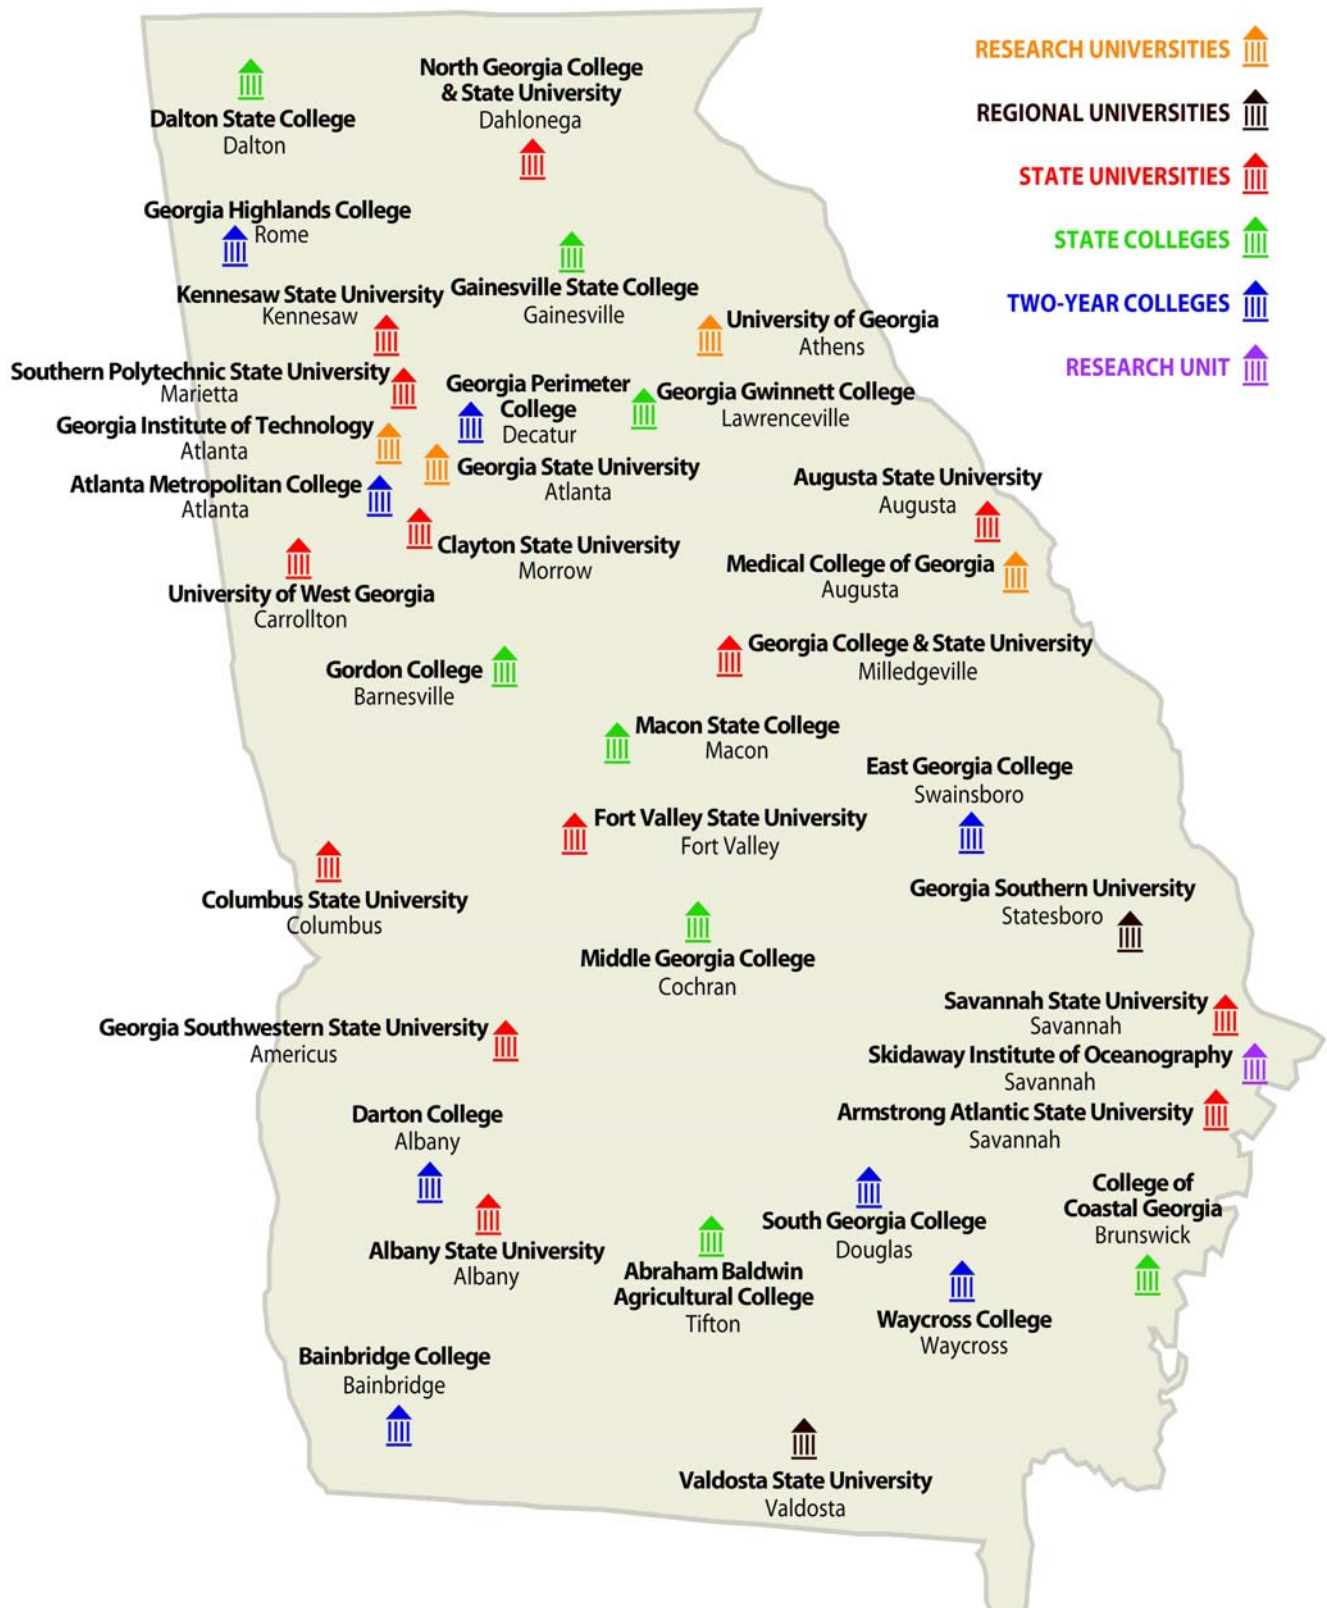 RESEARCH UNIVERSITIES
REGIONAL UNIVERSITIES
STATE UNIVERSITIES
STATE COLLEGES
TWO-YEAR COLLEGES
RESEARCH UNIT
North Georgia College
& State University
Dahlonega
Dalton State College
Dalton
Georgia Highlands College
Rome
Kennesaw State University
Kennesaw
Gainesville State College
Gainesville
University of Georgia
Athens
Southern Polytechnic State University
Marietta
Georgia Perimeter
College
Decatur
Georgia Gwinnett College
Lawrenceville
Georgia Institute of Technology
Atlanta
Georgia State University
Atlanta
Atlanta Metropolitan College
Atlanta
Augusta State University
Augusta
Clayton State University
Morrow
Medical College of Georgia
Augusta
University of West Georgia
Carrollton
Georgia College & State University
Milledgeville
Gordon College
Barnesville
Macon State College
Macon
East Georgia College
Swainsboro
Fort Valley State University
Fort Valley
Columbus State University
Columbus
Georgia Southern University
Statesboro
Middle Georgia College
Cochran
Savannah State University
Savannah
Georgia Southwestern State University
Americus
Skidaway Institute of Oceanography
Savannah
Armstrong Atlantic State University
Savannah
Darton College
Albany
College of
Coastal Georgia
Brunswick
South Georgia College
Douglas
Albany State University
Albany
Abraham Baldwin
Agricultural College
Tifton
Waycross College
Waycross
Bainbridge College
Bainbridge
Valdosta State University
Valdosta